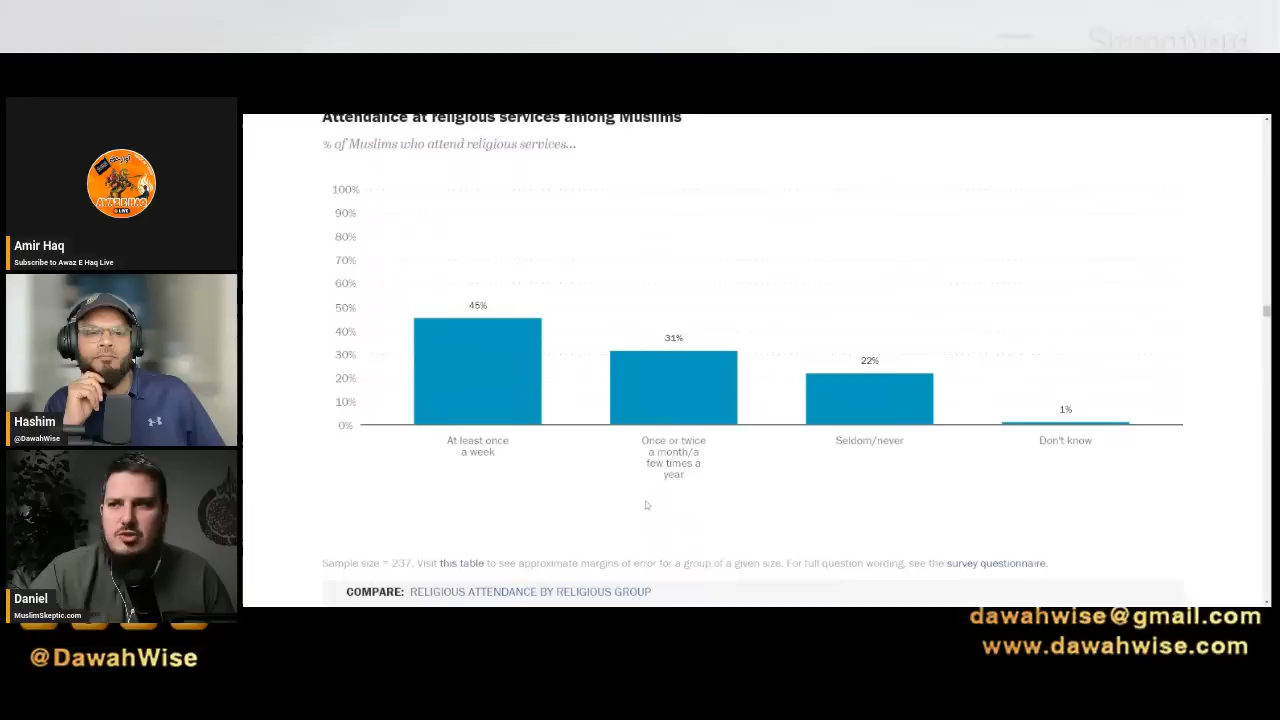 Attendance at religious services among Muslims
% of Muslims who attend religious services...
100%
90%
80%
70%
60%
50%
40%
30%
20%
10%
0%
45%
31%
22%
1%
At least once
a week
Once or twice
a month/a
few times a
year
Seldom/never
Don't know
Sample size = 237. Visit this table to see approximate margins of error for a group of a given size. For full question wording, see the survey questionnaire.
COMPARE: RELIGIOUS ATTENDANCE BY RELIGIOUS GROUP
AWAZ E HAQ
LIVE
Amir Haq
Subscribe to Awaz E Haq Live
Hashim
@DawahWise
Daniel
MuslimSkeptic.com
@DawahWise
dawahwise@gmail.com
www.dawahwise.com